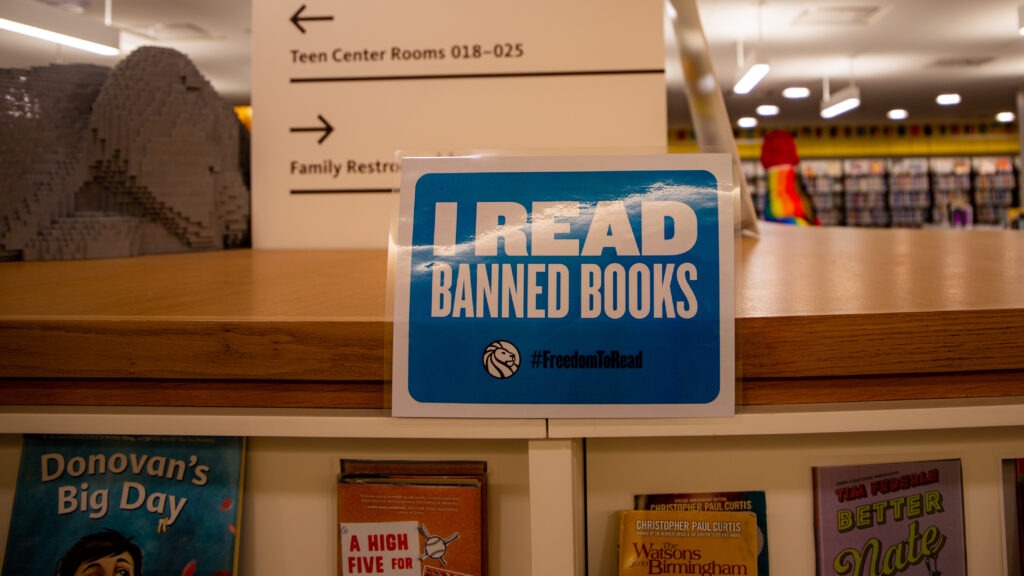 Teen Center Rooms 018–025
Family
I READ
BANNED BOOKS
#FreedomToRead
Donovan's
Big Day
A HIGH
FIVE FOR
CHRISTOPHER PAUL CURTIS
CHRISTOPHER PAUL CURTIS
The
Watsons
go to Birmingham
TIM FEDERLE
BETTER
Nate